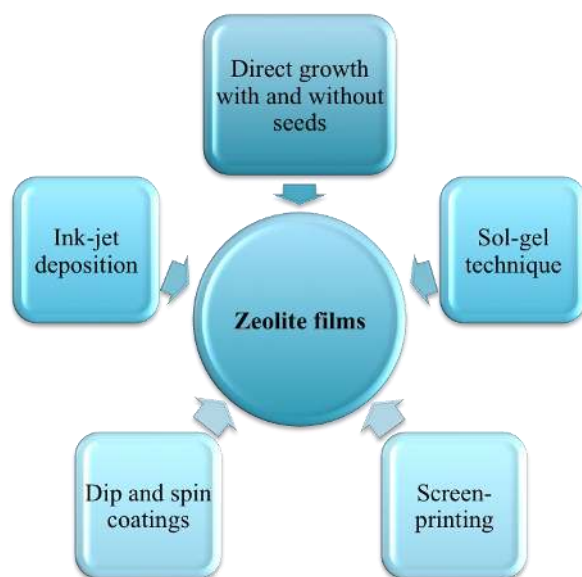 Direct growth
with and without
seeds
Ink-jet
deposition
Sol-gel
technique
Zeolite films
Dip and spin
coatings
Screen-
printing